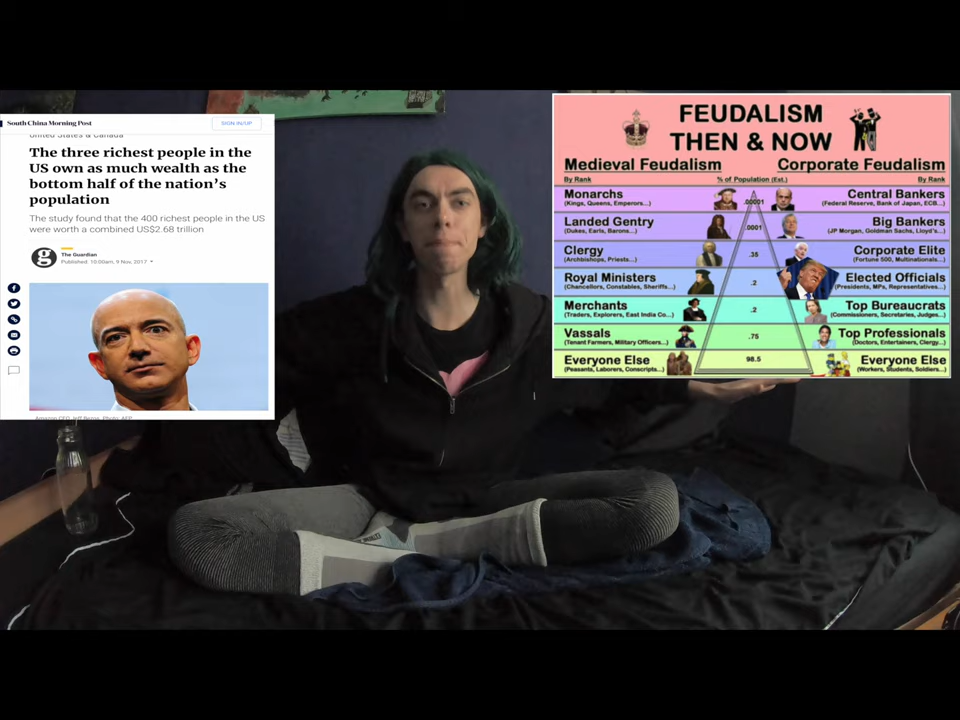 South China Morning Post
SIGN IN/UP
United States & Canada
The three richest people in the
US own as much wealth as the
bottom half of the nation's
population
The study found that the 400 richest people in the US
were worth a combined US$2.68 trillion
g
The Guardian
Published: 10:00am, 9 Nov, 2017
Amazon CEO Jeff Bezos. Photo: AFP
FEUDALISM
THEN & NOW
Medieval Feudalism Corporate Feudalism
By Rank % of Population (Est.) By Rank
Monarchs .00001 Central Bankers
(Kings, Queens, Emperors...) (Federal Reserve, Bank of Japan, ECB...)
Landed Gentry .0001 Big Bankers
(Dukes, Earls, Barons...) (JP Morgan, Goldman Sachs, Lloyd's...)
Clergy .35 Corporate Elite
(Archbishops, Priests...) (Fortune 500, Multinationals...)
Royal Ministers .2 Elected Officials
(Chancellors, Constables, Sheriffs...) (Presidents, MPs, Representatives...)
Merchants .2 Top Bureaucrats
(Traders, Explorers, East India Co...) (Commissioners, Secretaries, Judges...)
Vassals .75 Top Professionals
(Tenant Farmers, Military Officers...) (Doctors, Entertainers, Clergy...)
Everyone Else 98.5 Everyone Else
(Peasants, Laborers, Conscripts...) (Workers, Students, Soldiers...)